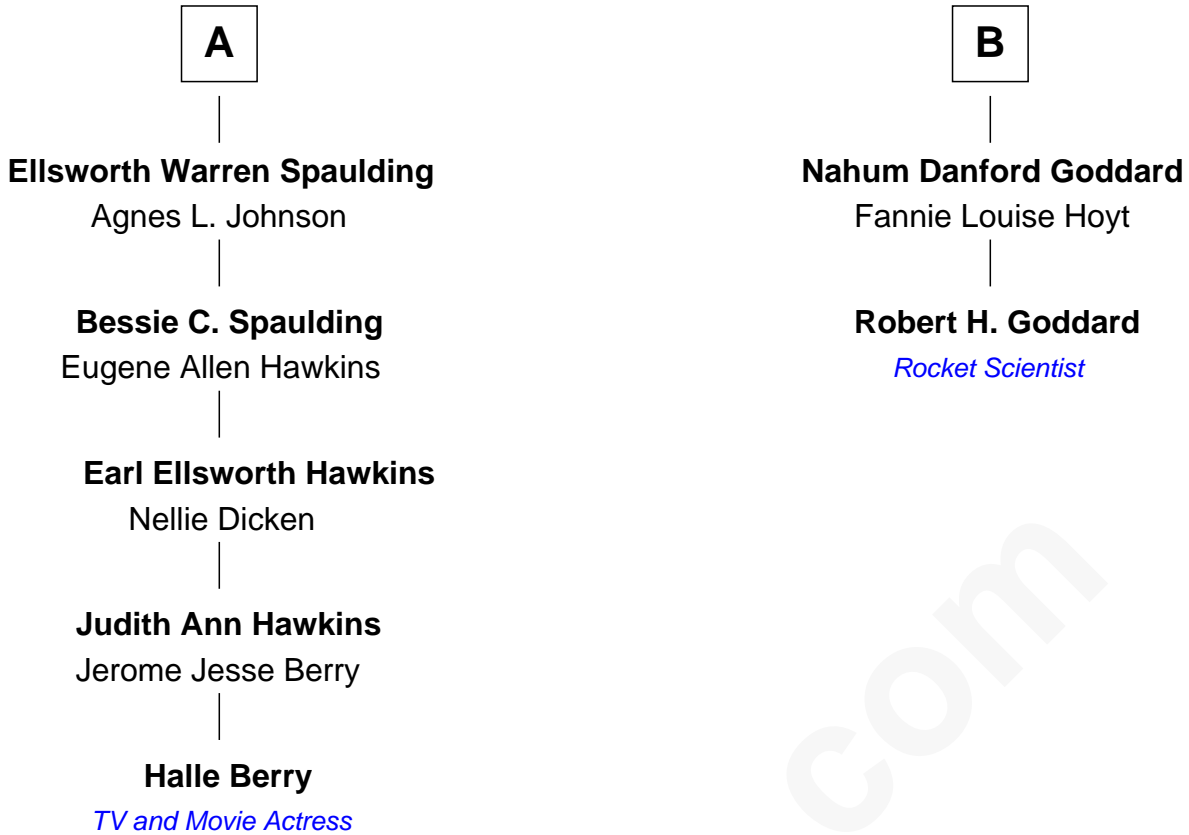 A
Ellsworth Warren Spaulding
Agnes L. Johnson
Bessie C. Spaulding
Eugene Allen Hawkins
Earl Ellsworth Hawkins
Nellie Dicken
Judith Ann Hawkins
Jerome Jesse Berry
Halle Berry
TV and Movie Actress
B
Nahum Danford Goddard
Fannie Louise Hoyt
Robert H. Goddard
Rocket Scientist
com